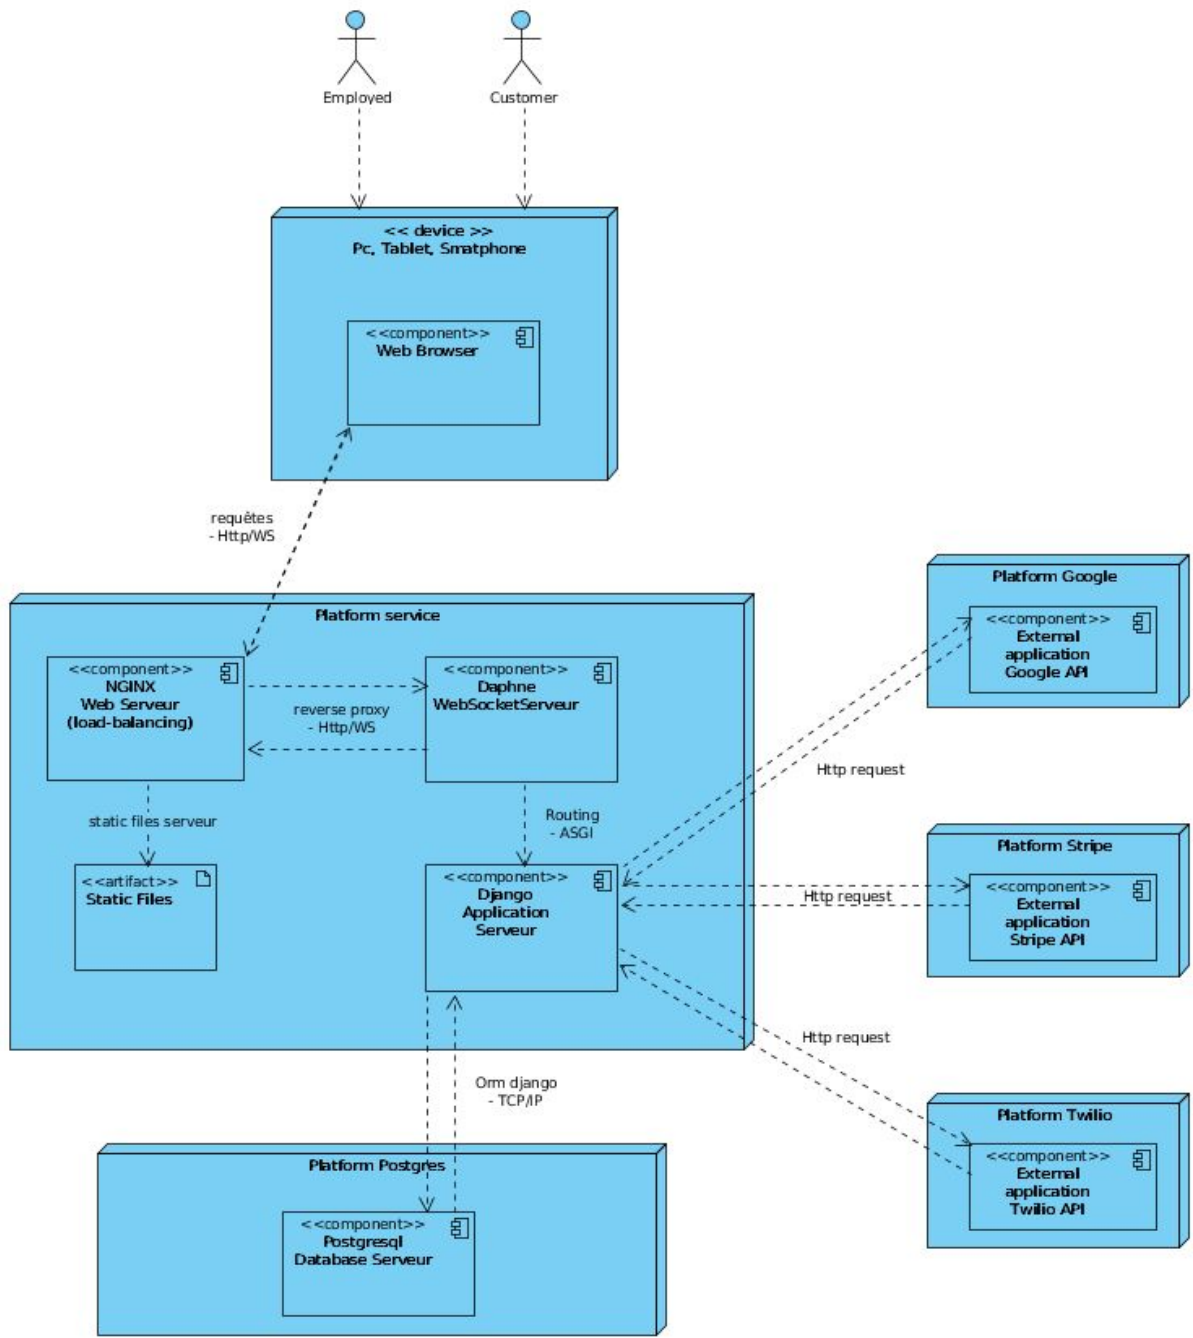 Employed
Customer
<< device >>
Pc, Tablet, Smatphone
<<component>>
Web Browser
requêtes
- Http/WS
Platform service
<<component>>
NGINX
Web Serveur
(load-balancing)
<<component>>
Daphne
WebSocketServeur
reverse proxy
- Http/WS
static files serveur
Routing
- ASGI
<<artifact>>
Static Files
<<component>>
Django
Application
Serveur
Platform Google
<<component>>
External
application
Google API
Http request
Platform Stripe
<<component>>
External
application
Stripe API
Http request
Http request
Platform Twilio
<<component>>
External
application
Twilio API
Orm django
- TCP/IP
Platform Postgres
<<component>>
Postgresql
Database Serveur